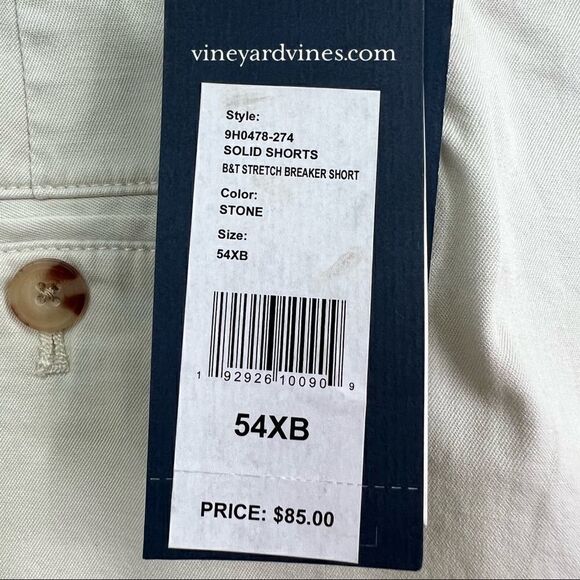 vineyardvines.com
Style:
9H0478-274
SOLID SHORTS
B&T STRETCH BREAKER SHORT
Color:
STONE
Size:
54XB
1 92926 10090 9
54XB
PRICE: $85.00